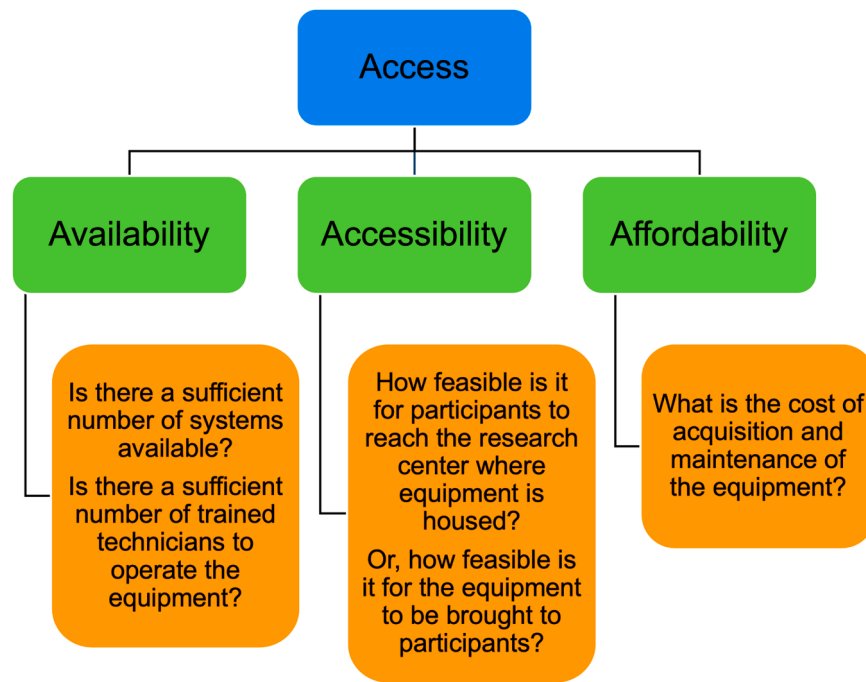 Access
Availability
Accessibility
Affordability
Is there a sufficient
number of systems
available?
Is there a sufficient
number of trained
technicians to
operate the
equipment?
How feasible is it
for participants to
reach the research
center where
equipment is
housed?
Or, how feasible is
it for the equipment
to be brought to
participants?
What is the cost of
acquisition and
maintenance of
the equipment?